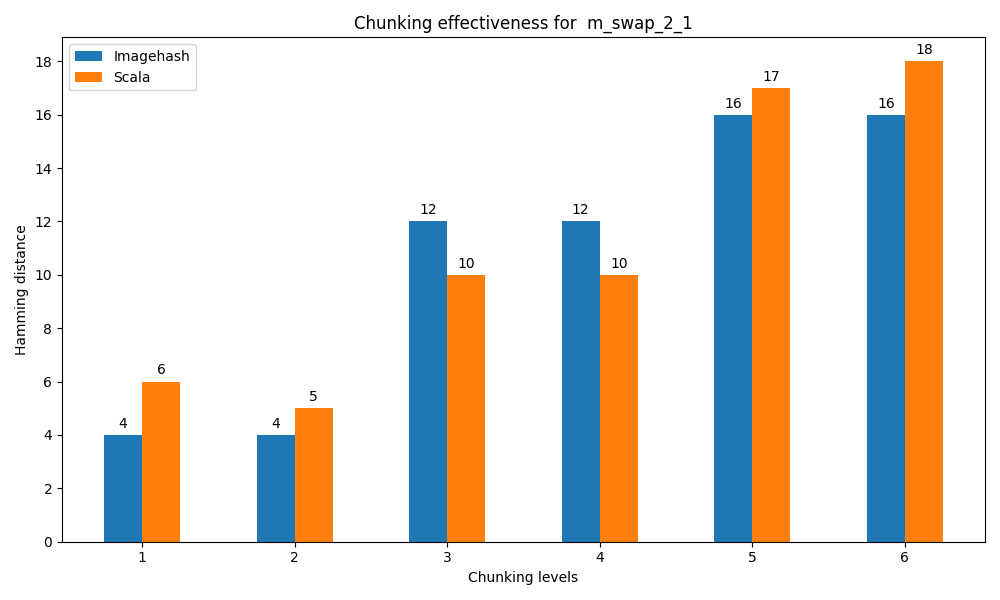 Chunking effectiveness for  m_swap_2_1
Imagehash
Scala
Hamming distance
18
16
14
12
10
8
6
4
2
0
4 6 4 5 12 10 12 10 16 17 16 18
1 2 3 4 5 6
Chunking levels